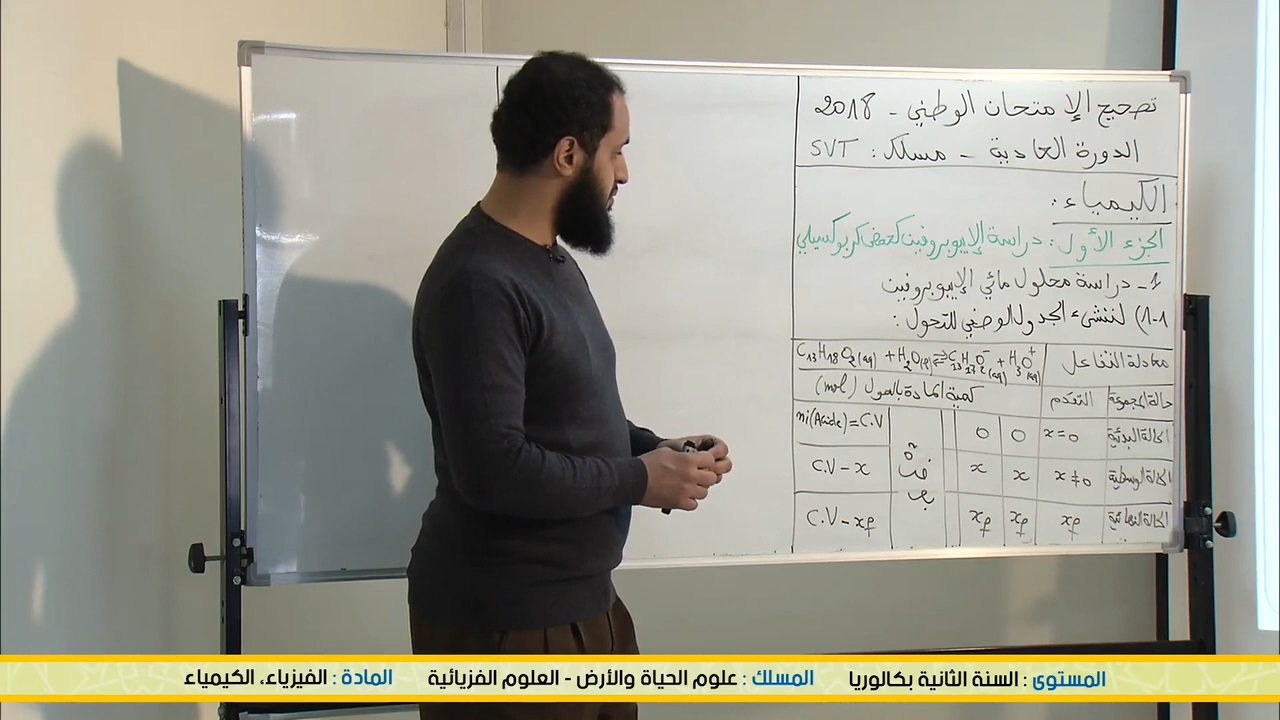 تصحيح الإمتحان الوطني - 2018
الدورة العادية - مسلك: SVT
الكيمياء:
الجزء الأول: دراسة الإيبوبروفين كحمض كربوكسيلي
1- دراسة محلول مائي الإيبوبروفين
1-1) لننشىء الجدول الوصفي للتحول:
معادلة التفاعل C₁₃H₁₈O₂(aq) + H₂O(l) ⇌ C₁₃H₁₇O₂⁻(aq) + H₃O⁺(aq)
حالة المجموعة التقدم كمية المادة بالمول (mol)
الحالة البدئية x=0 0 0 ni(Acide)=C.V
الحالة الوسطية x≠0 x x بوفرة C.V-x
الحالة النهائية xf xf xf C.V-xf
المستوى : السنة الثانية بكالوريا المسلك : علوم الحياة والأرض - العلوم الفزيائية المادة : الفيزياء، الكيمياء